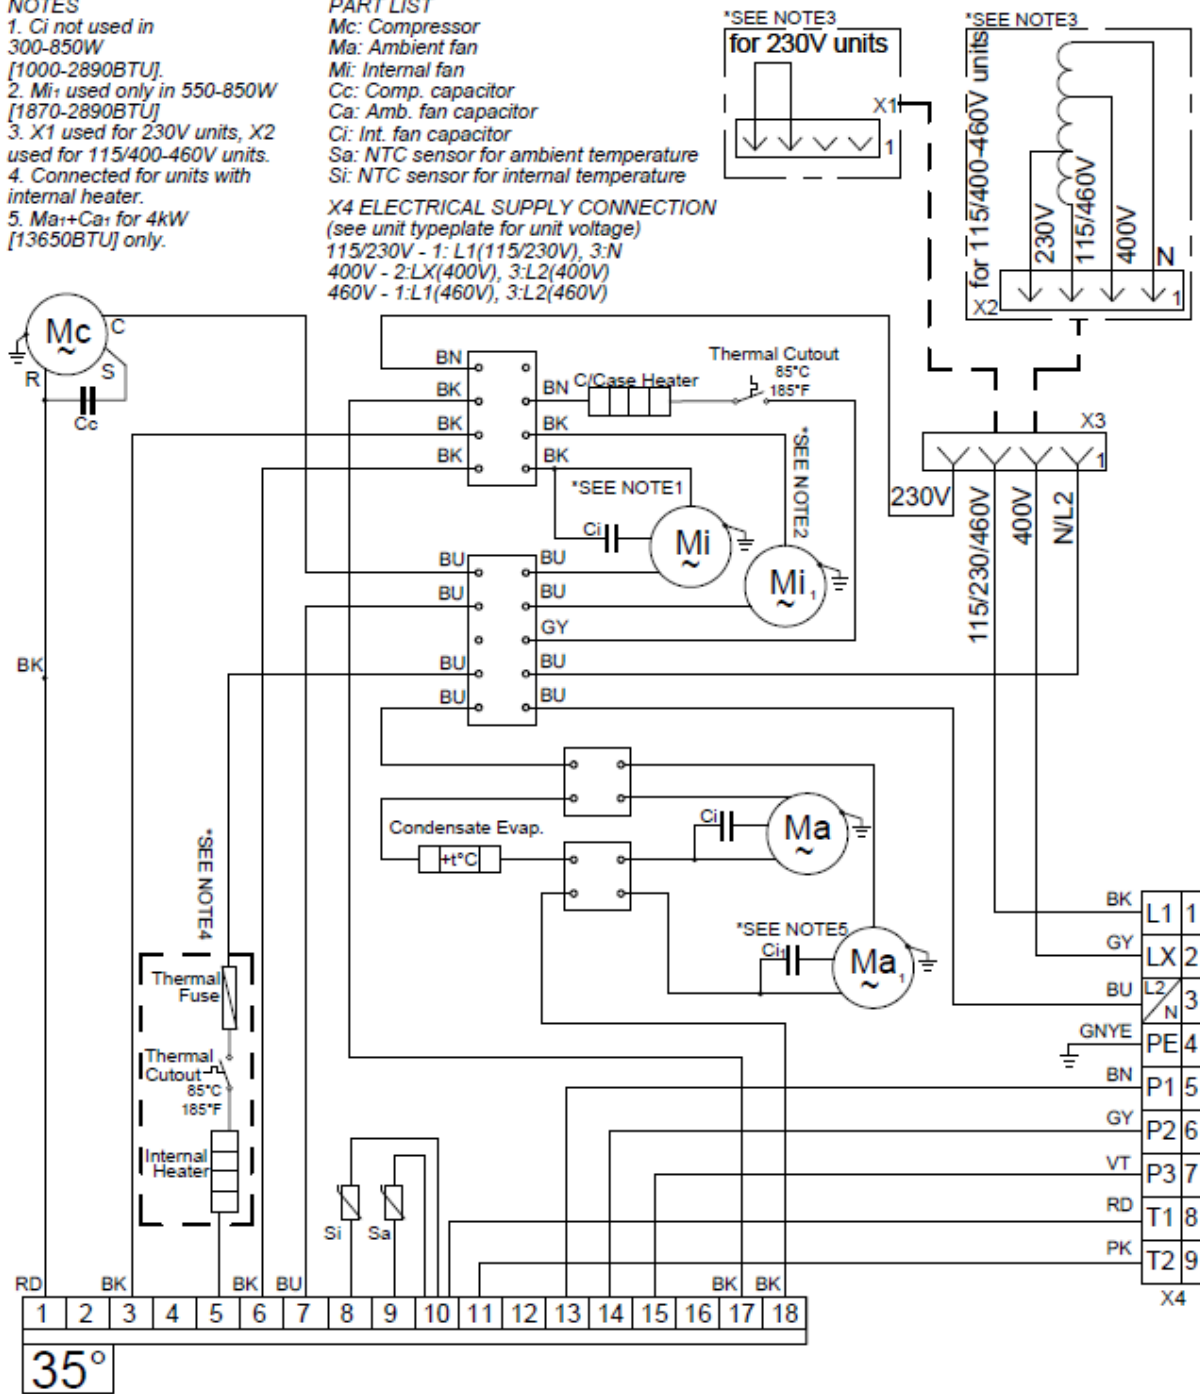 NOTES
1. Ci not used in
300-850W
[1000-2890BTU].
2. Mi₁ used only in 550-850W
[1870-2890BTU]
3. X1 used for 230V units, X2
used for 115/400-460V units.
4. Connected for units with
internal heater.
5. Ma₁+Ca₁ for 4kW
[13650BTU] only.
PART LIST
Mc: Compressor
Ma: Ambient fan
Mi: Internal fan
Cc: Comp. capacitor
Ca: Amb. fan capacitor
Ci: Int. fan capacitor
Sa: NTC sensor for ambient temperature
Si: NTC sensor for internal temperature
X4 ELECTRICAL SUPPLY CONNECTION
(see unit typeplate for unit voltage)
115/230V - 1: L1(115/230V), 3:N
400V - 2:LX(400V), 3:L2(400V)
460V - 1:L1(460V), 3:L2(460V)
*SEE NOTE3
for 230V units
X1
1
*SEE NOTE3
for 115/400-460V units
230V
115/460V
400V
N
X2
1
Mc
~
C
S
R
Cc
BN
BK
BK
BK
BN
C/Case Heater
Thermal Cutout
85°C
185°F
BK
BK
*SEE NOTE1
*SEE NOTE2
Ci
Mi
~
Mi₁
~
X3
1
230V
115/230/460V
400V
N/L2
BU
BU
BU
BU
BU
BU
GY
BU
BU
BK
Condensate Evap.
+t°C
Ci
Ma
~
*SEE NOTE5
Ci₁
Ma₁
~
*SEE NOTE4
Thermal
Fuse
Thermal
Cutout
85°C
185°F
Internal
Heater
Si
Sa
BK L1 1
GY LX 2
BU L2/N 3
GNYE PE 4
BN P1 5
GY P2 6
VT P3 7
RD T1 8
PK T2 9
X4
RD BK BK BU BK BK
1 2 3 4 5 6 7 8 9 10 11 12 13 14 15 16 17 18
35°